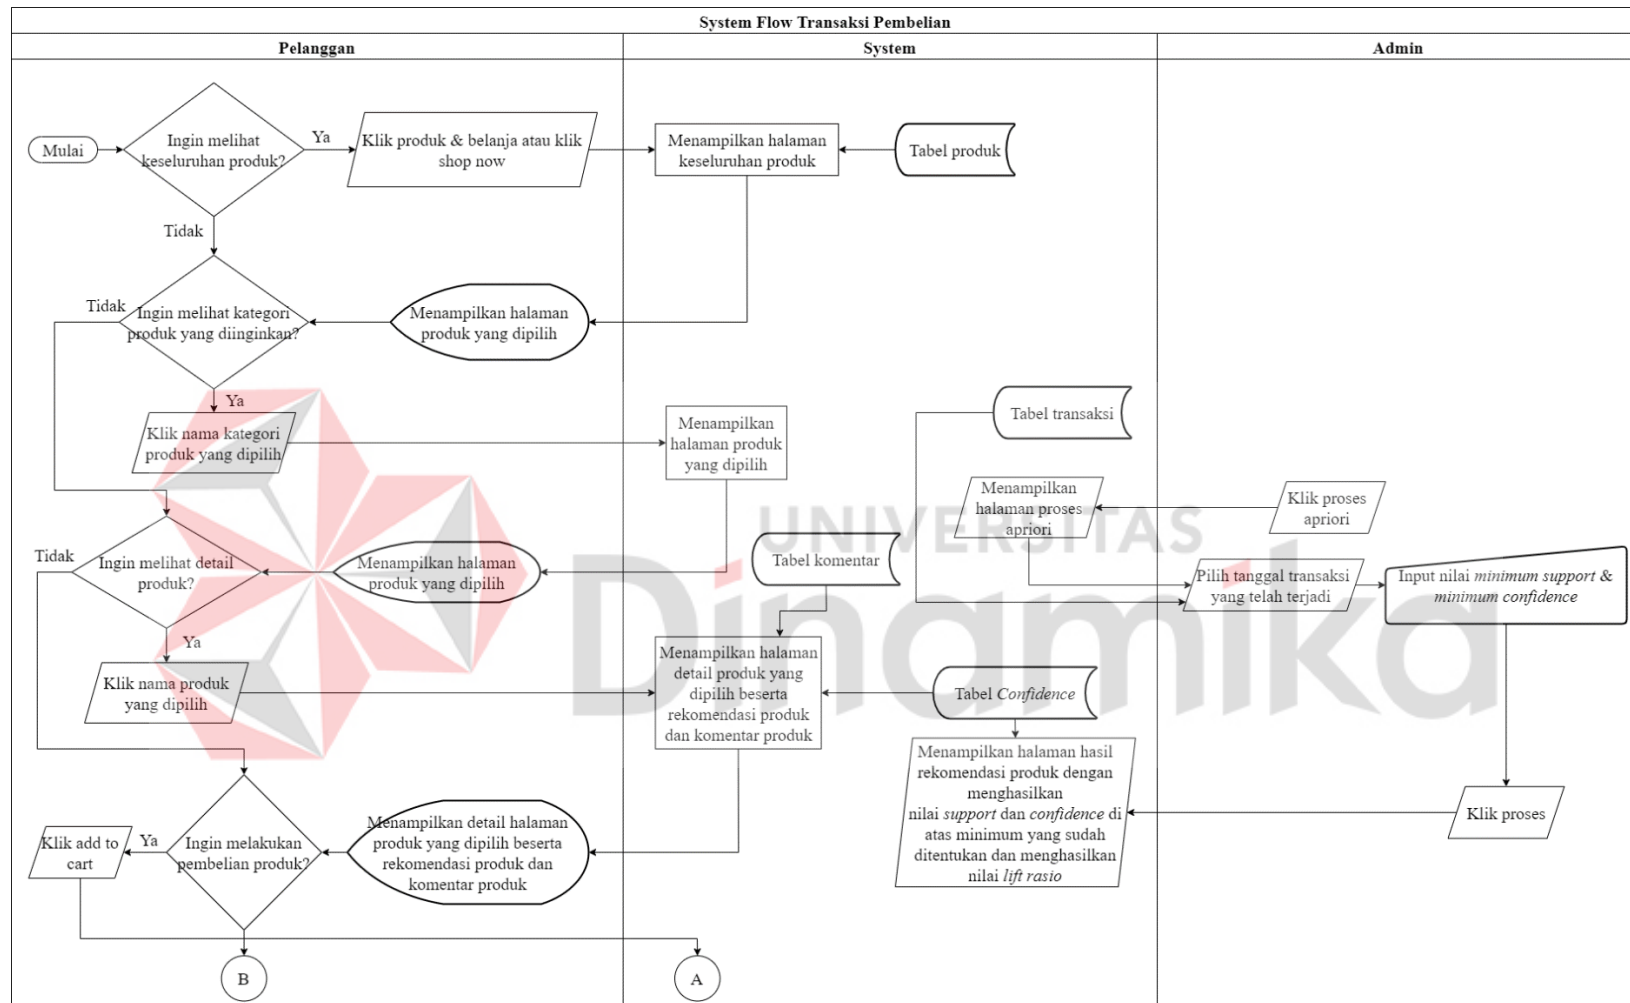 System Flow Transaksi Pembelian
Pelanggan
System
Admin
Mulai
Ingin melihat
keseluruhan produk?
Ya
Klik produk & belanja atau klik
shop now
Menampilkan halaman
keseluruhan produk
Tabel produk
Tidak
Ingin melihat kategori
produk yang diinginkan?
Tidak
Menampilkan halaman
produk yang dipilih
Ya
Klik nama kategori
produk yang dipilih
Menampilkan
halaman produk
yang dipilih
Tabel transaksi
Menampilkan
halaman proses
apriori
Klik proses
apriori
UNIVERSITAS
Dinamika
Tidak
Ingin melihat detail
produk?
Menampilkan halaman
produk yang dipilih
Tabel komentar
Pilih tanggal transaksi
yang telah terjadi
Input nilai minimum support &
minimum confidence
Ya
Klik nama produk
yang dipilih
Menampilkan halaman
detail produk yang
dipilih beserta
rekomendasi produk
dan komentar produk
Tabel Confidence
Menampilkan halaman hasil
rekomendasi produk dengan
menghasilkan
nilai support dan confidence di
atas minimum yang sudah
ditentukan dan menghasilkan
nilai lift rasio
Klik proses
Klik add to
cart
Ya
Ingin melakukan
pembelian produk?
Menampilkan detail halaman
produk yang dipilih beserta
rekomendasi produk dan
komentar produk
B
A